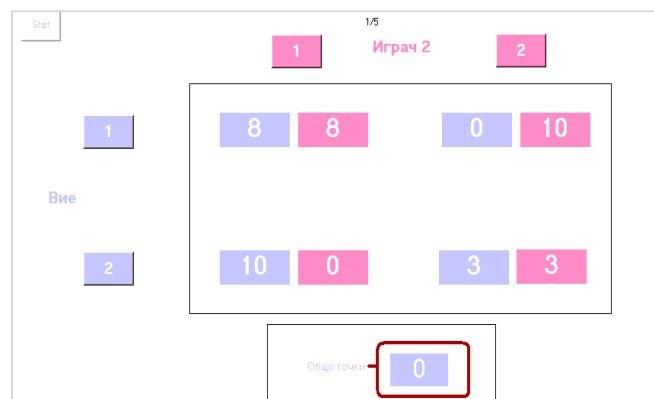 Start
1/5
1 Играч 2 2
1 8 8 0 10
Вие
2 10 0 3 3
Общо точки 0